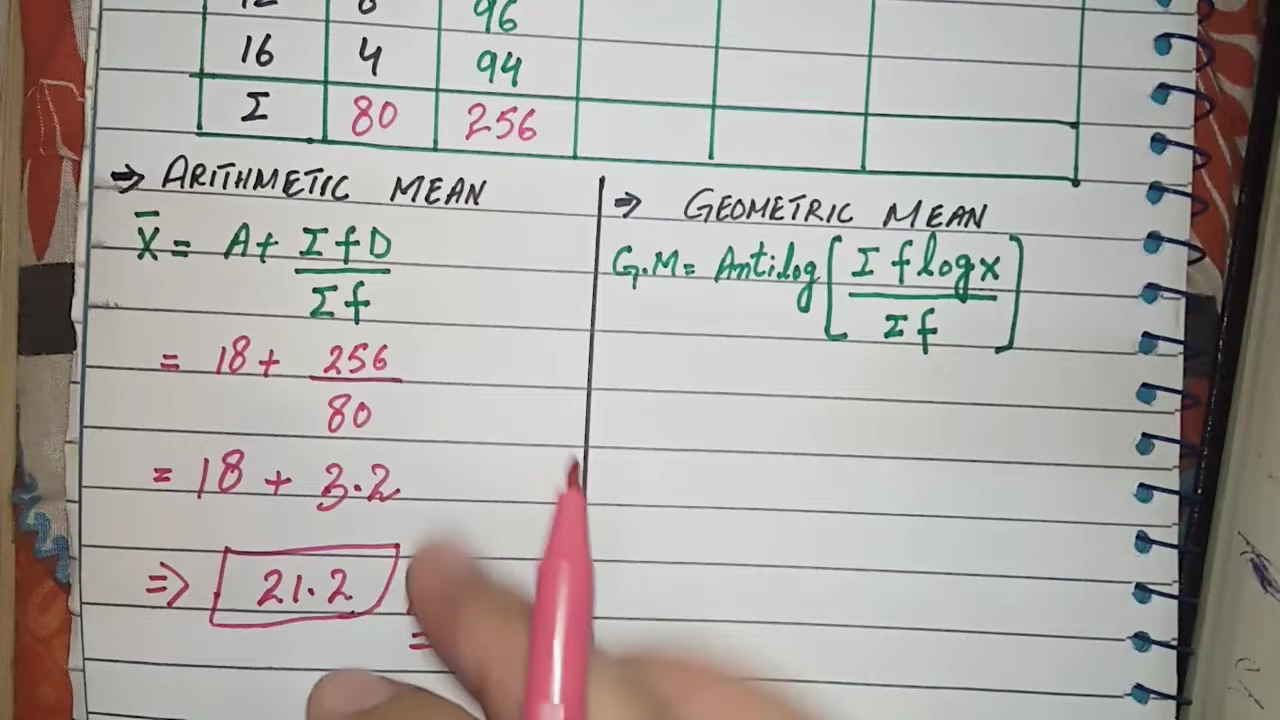 96
16 4 94
Σ 80 256
⇒ ARITHMETIC MEAN
X̄ = A + ΣfD / Σf
= 18 + 256 / 80
= 18 + 3.2
⇒ 21.2
=
⇒ GEOMETRIC MEAN
G.M = Antilog [ Σ f log x / Σf ]